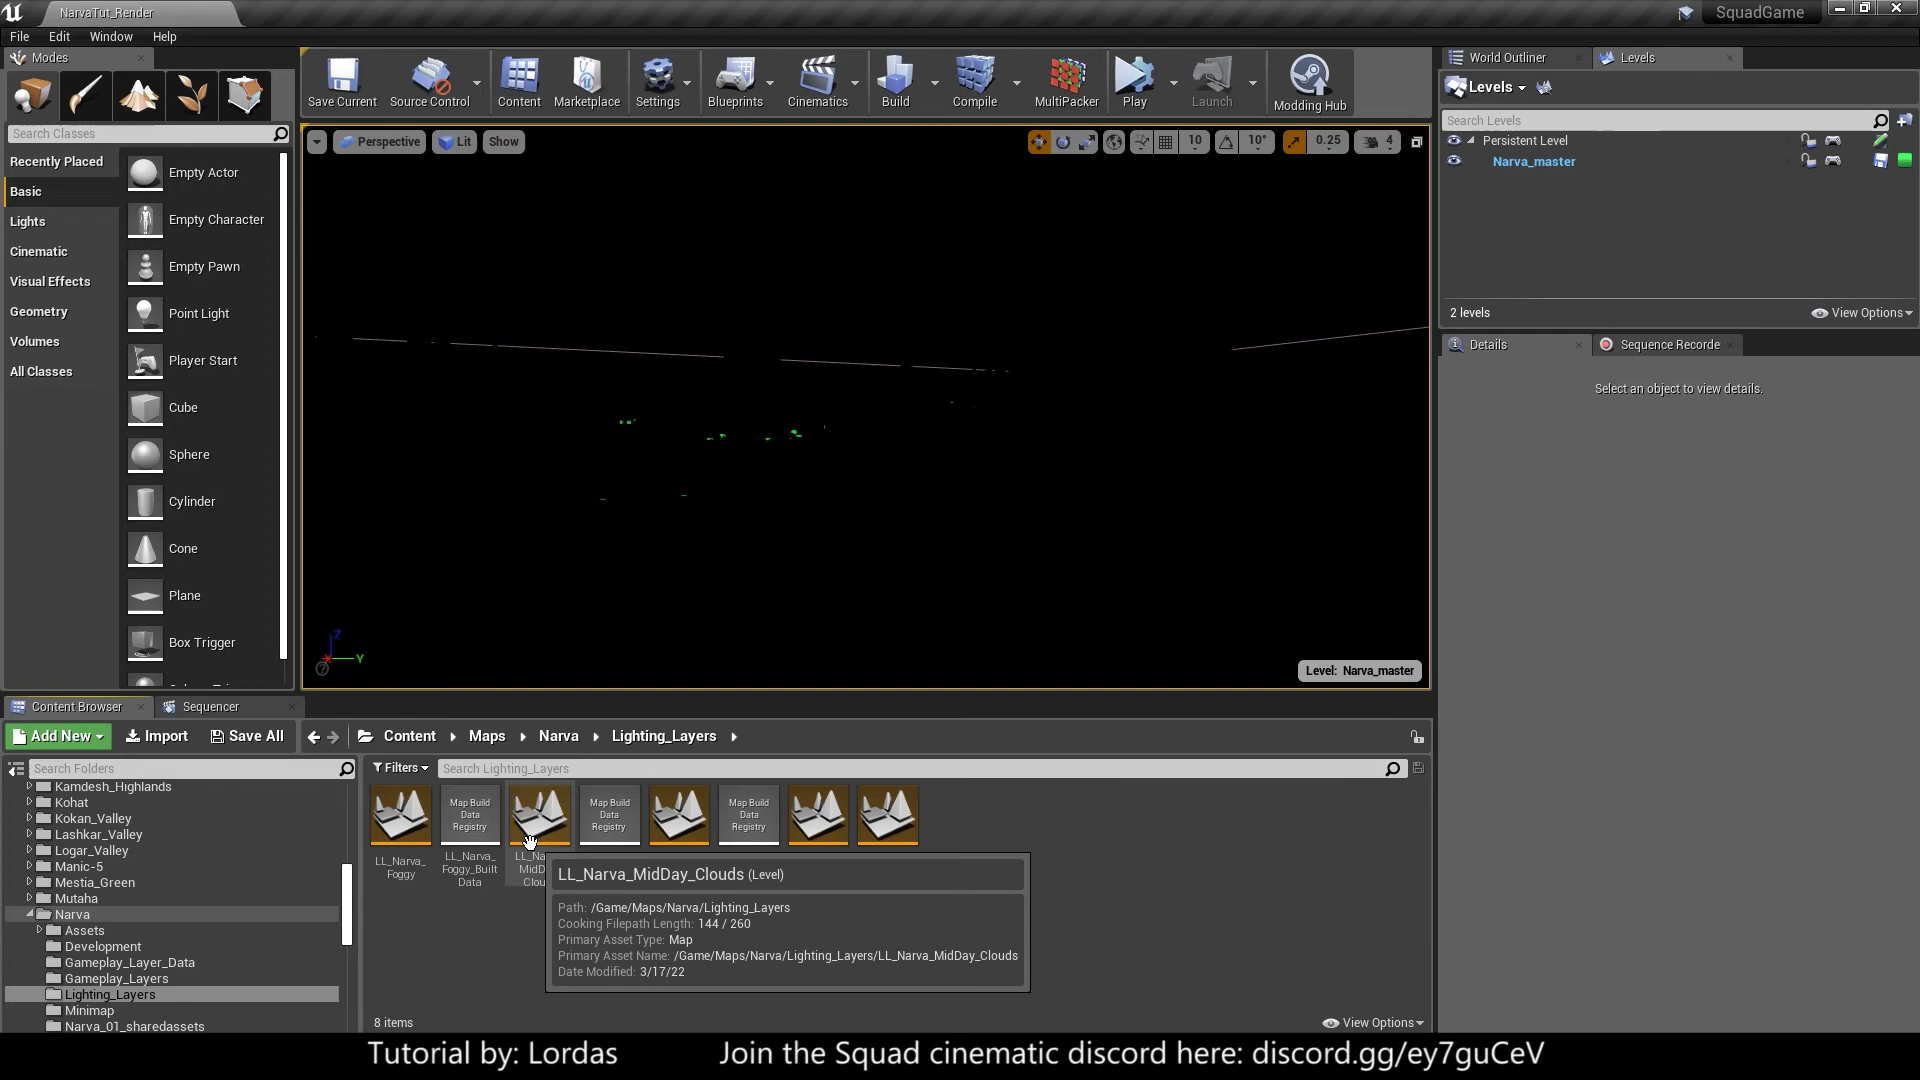 NarvaTut_Render
SquadGame
File Edit Window Help
Modes
World Outliner
Levels
Save Current
Source Control
Content
Marketplace
Settings
Blueprints
Cinematics
Build
Compile
MultiPacker
Play
Launch
Modding Hub
Levels
Search Classes
Search Levels
Perspective
Lit
Show
10
10°
0.25
4
Persistent Level
Narva_master
Recently Placed
Basic
Lights
Cinematic
Visual Effects
Geometry
Volumes
All Classes
Empty Actor
Empty Character
Empty Pawn
Point Light
Player Start
Cube
Sphere
Cylinder
Cone
Plane
Box Trigger
2 levels
View Options
Details
Sequence Recorde
Select an object to view details.
Z
X
Y
Level: Narva_master
Content Browser
Sequencer
Add New
Import
Save All
Content
Maps
Narva
Lighting_Layers
Search Folders
Filters
Search Lighting_Layers
Kamdesh_Highlands
Kohat
Kokan_Valley
Lashkar_Valley
Logar_Valley
Manic-5
Mestia_Green
Mutaha
Narva
Assets
Development
Gameplay_Layer_Data
Gameplay_Layers
Lighting_Layers
Minimap
Narva_01_sharedassets
Map Build
Data
Registry
Map Build
Data
Registry
Map Build
Data
Registry
LL_Narva_
Foggy
LL_Narva_
Foggy_Built
Data
LL_Na
MidD
Clou
LL_Narva_MidDay_Clouds (Level)
Path: /Game/Maps/Narva/Lighting_Layers
Cooking Filepath Length: 144 / 260
Primary Asset Type: Map
Primary Asset Name: /Game/Maps/Narva/Lighting_Layers/LL_Narva_MidDay_Clouds
Date Modified: 3/17/22
8 items
View Options
Tutorial by: Lordas
Join the Squad cinematic discord here: discord.gg/ey7guCeV